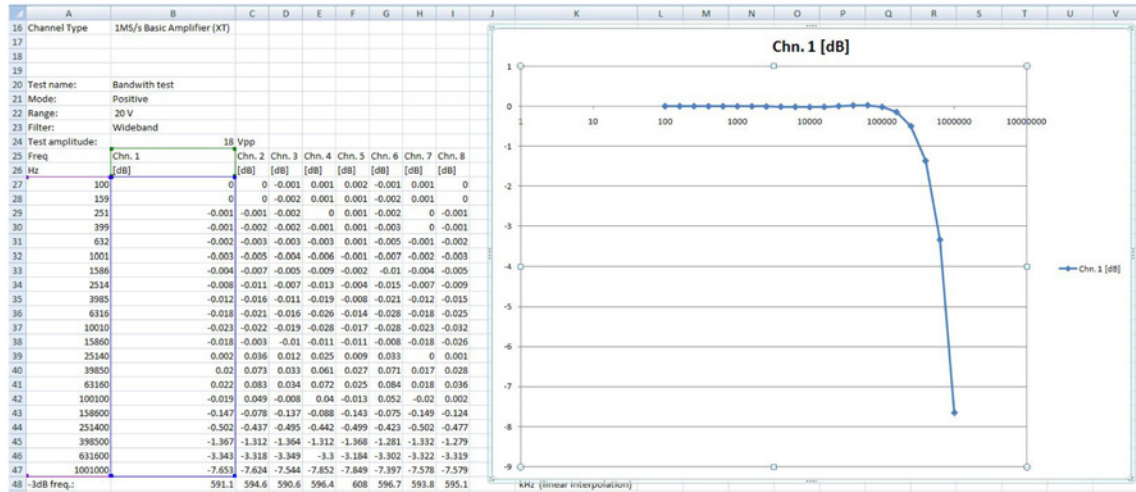 A B C D E F G H I J K L M N O P Q R S T U V
16 Channel Type 1MS/s Basic Amplifier (XT)
17
18
19
20 Test name: Bandwith test
21 Mode: Positive
22 Range: 20 V
23 Filter: Wideband
24 Test amplitude: 18 Vpp
25 Freq Chn. 1 Chn. 2 Chn. 3 Chn. 4 Chn. 5 Chn. 6 Chn. 7 Chn. 8
26 Hz [dB] [dB] [dB] [dB] [dB] [dB] [dB] [dB]
27 100 0 0 -0.001 0.001 0.002 -0.001 0.001 0
28 159 0 0 -0.002 0.001 0.001 -0.002 0.001 0
29 251 -0.001 -0.001 -0.002 0 0.001 -0.002 0 -0.001
30 399 -0.001 -0.002 -0.002 -0.001 0.001 -0.003 0 -0.001
31 632 -0.002 -0.003 -0.003 -0.003 0.001 -0.005 -0.001 -0.002
32 1001 -0.003 -0.005 -0.004 -0.006 -0.001 -0.007 -0.002 -0.003
33 1586 -0.004 -0.007 -0.005 -0.009 -0.002 -0.01 -0.004 -0.005
34 2514 -0.008 -0.011 -0.007 -0.013 -0.004 -0.015 -0.007 -0.009
35 3985 -0.012 -0.016 -0.011 -0.019 -0.008 -0.021 -0.012 -0.015
36 6316 -0.018 -0.021 -0.016 -0.026 -0.014 -0.028 -0.018 -0.025
37 10010 -0.023 -0.022 -0.019 -0.028 -0.017 -0.028 -0.023 -0.032
38 15860 -0.018 -0.003 -0.01 -0.011 -0.011 -0.008 -0.018 -0.026
39 25140 0.002 0.036 0.012 0.025 0.009 0.033 0 0.001
40 39850 0.02 0.073 0.033 0.061 0.027 0.071 0.017 0.028
41 63160 0.022 0.083 0.034 0.072 0.025 0.084 0.018 0.036
42 100100 -0.019 0.049 -0.008 0.04 -0.013 0.052 -0.02 0.002
43 158600 -0.147 -0.078 -0.137 -0.088 -0.143 -0.075 -0.149 -0.124
44 251400 -0.502 -0.437 -0.495 -0.442 -0.499 -0.423 -0.502 -0.477
45 398500 -1.367 -1.312 -1.364 -1.312 -1.368 -1.281 -1.332 -1.279
46 631600 -3.343 -3.318 -3.349 -3.3 -3.184 -3.302 -3.322 -3.319
47 1001000 -7.653 -7.624 -7.544 -7.852 -7.849 -7.397 -7.578 -7.579
48 -3dB freq.: 591.1 594.6 590.6 596.4 608 596.7 593.8 595.1 kHz (linear interpolation)
Chn. 1 [dB]
1
0
1 10 100 1000 10000 100000 1000000 10000000
-1
-2
-3
-4
-5
-6
-7
-8
-9
Chn. 1 [dB]